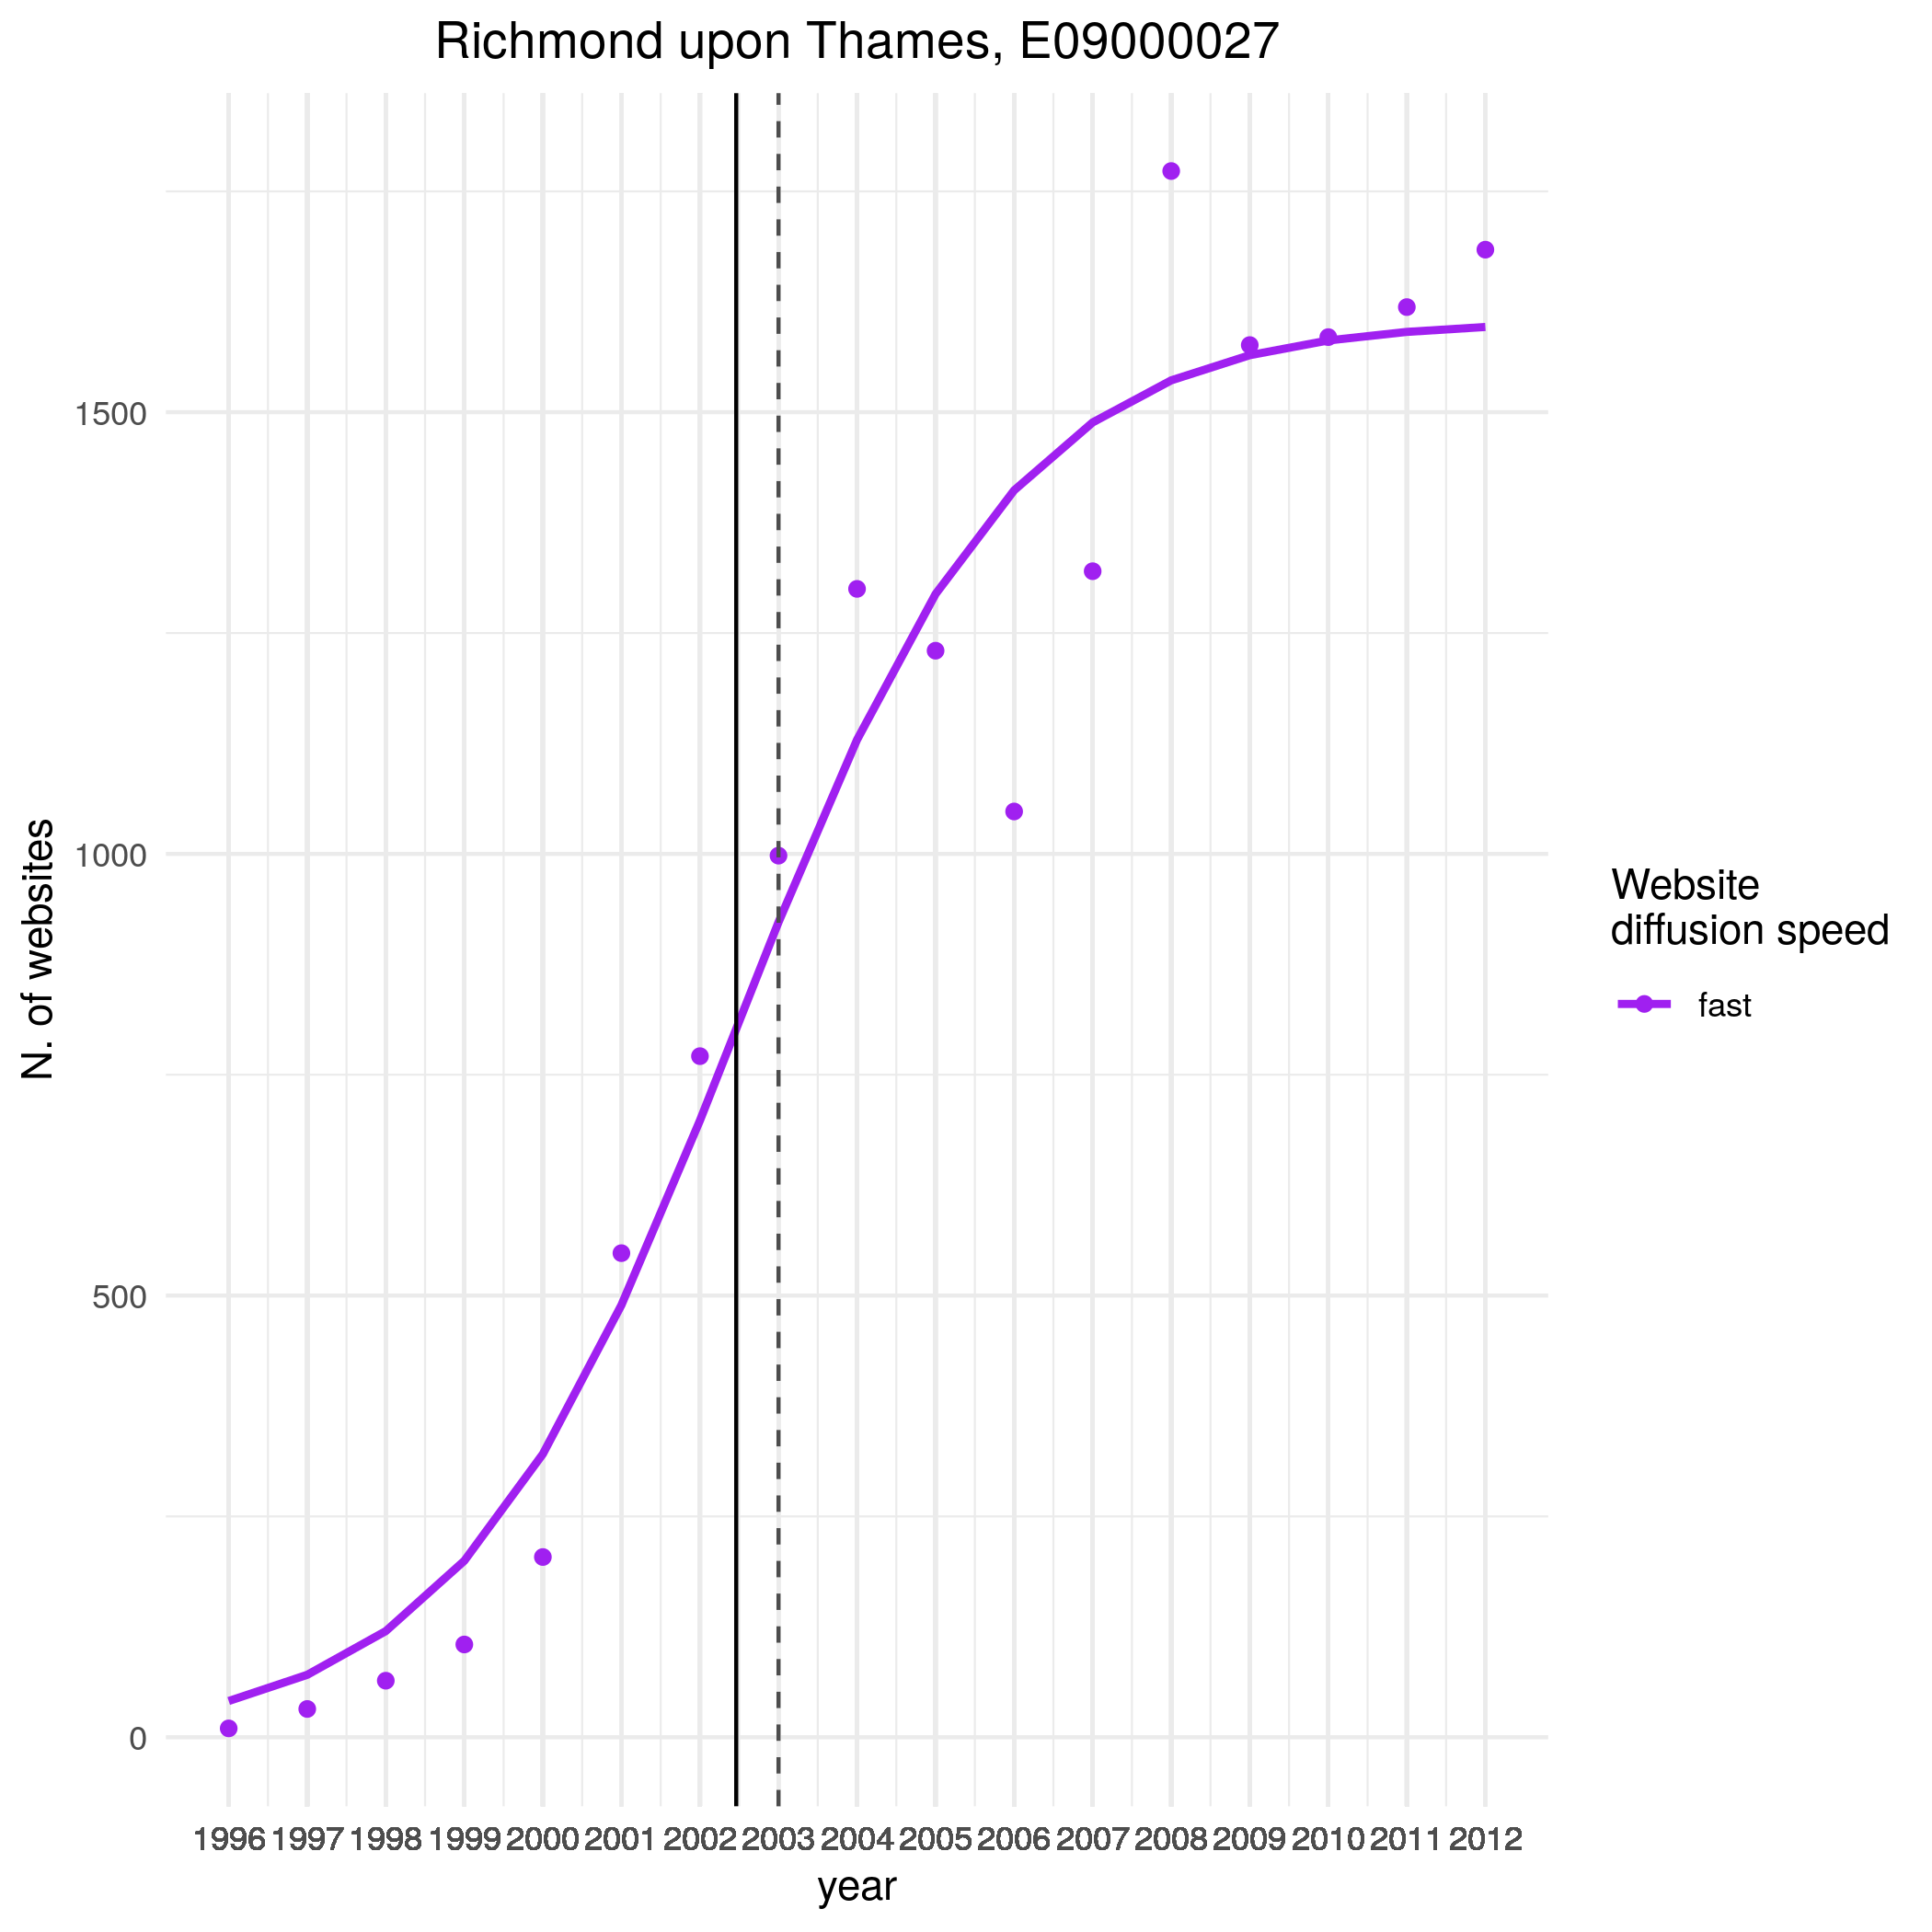 Richmond upon Thames, E09000027
N. of websites
1500
1000
500
0
1996 1997 1998 1999 2000 2001 2002 2003 2004 2005 2006 2007 2008 2009 2010 2011 2012
year
Website
diffusion speed
fast